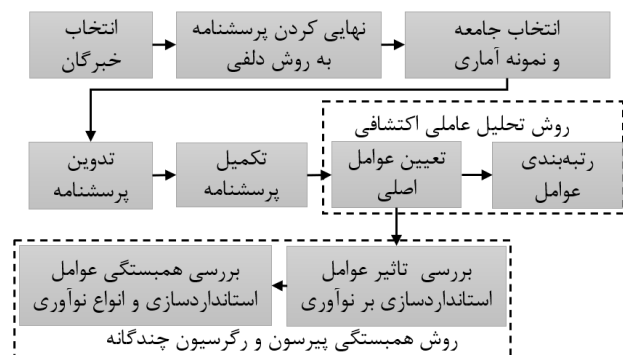 انتخاب
خبرگان
نهایی کردن پرسشنامه
به روش دلفی
انتخاب جامعه
و نمونه آماری
تدوین
پرسشنامه
تکمیل
پرسشنامه
روش تحلیل عاملی اکتشافی
تعیین عوامل
اصلی
رتبه‌بندی
عوامل
بررسی تاثیر عوامل
استانداردسازی بر نوآوری
بررسی همبستگی عوامل
استانداردسازی و انواع نوآوری
روش همبستگی پیرسون و رگرسیون چندگانه